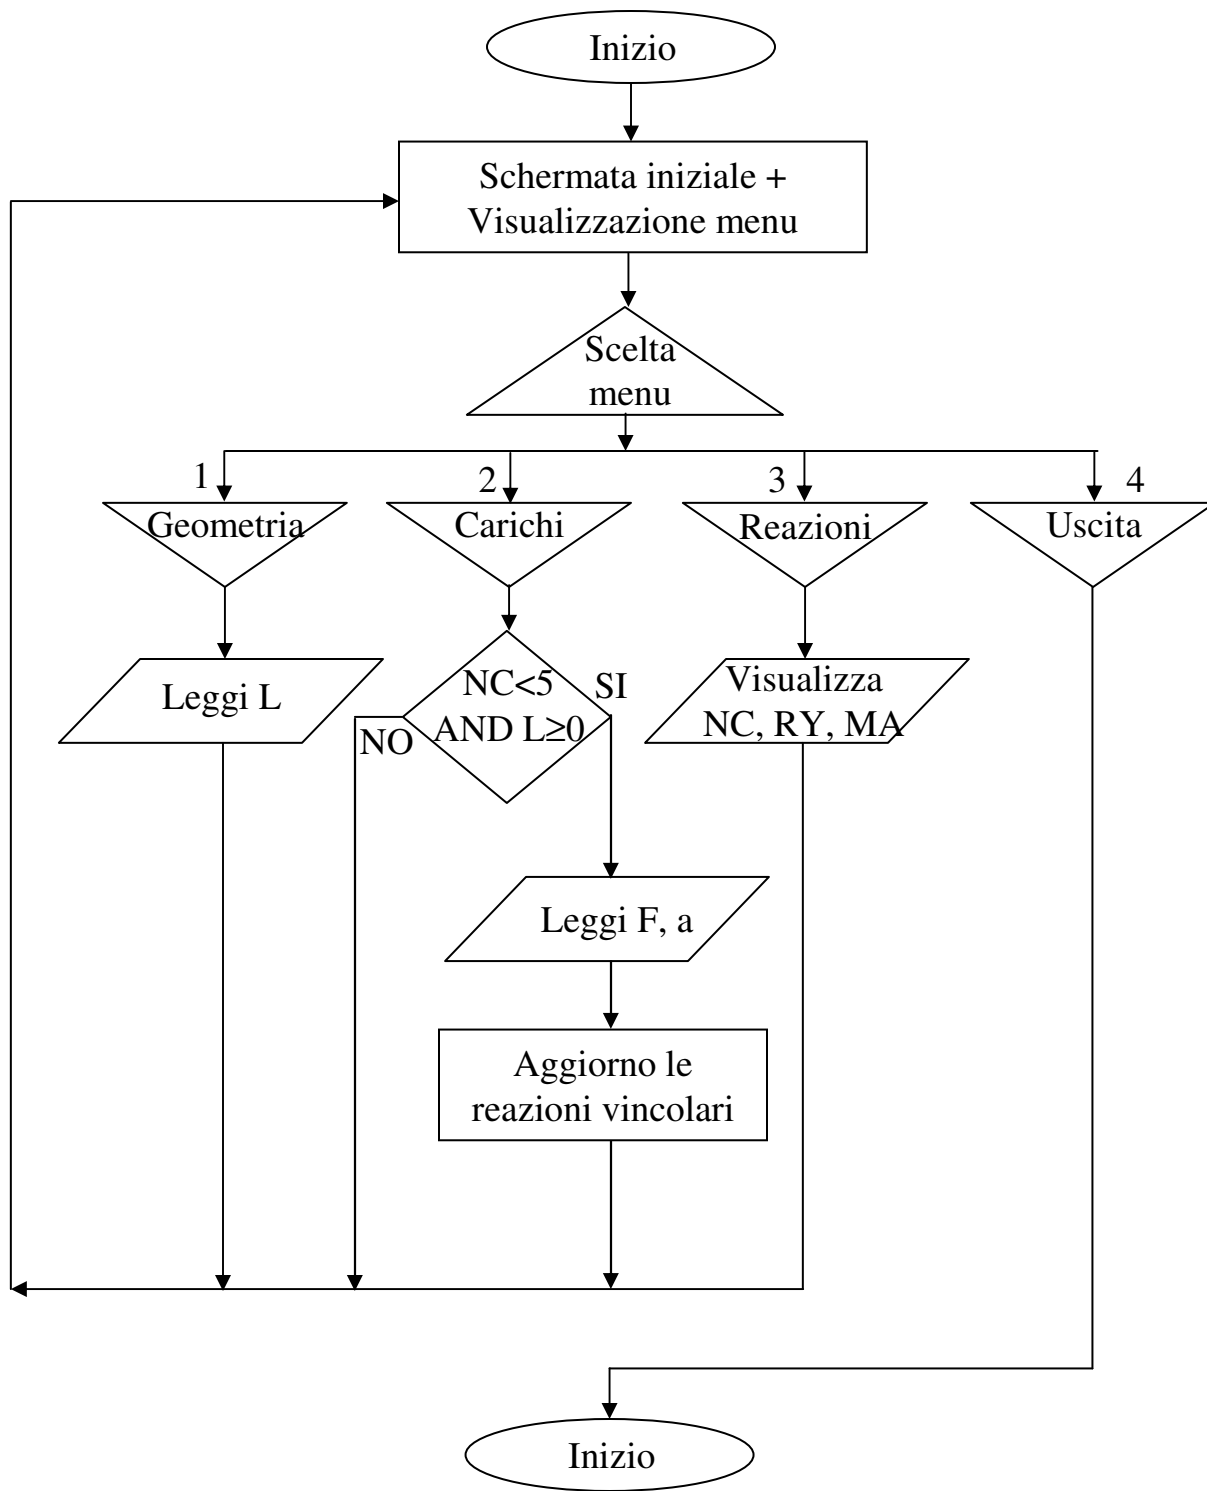 Inizio
Schermata iniziale +
Visualizzazione menu
Scelta
menu
1
2
3
4
Geometria
Carichi
Reazioni
Uscita
Leggi L
NC<5
AND L≥0
SI
NO
Visualizza
NC, RY, MA
Leggi F, a
Aggiorno le
reazioni vincolari
Inizio